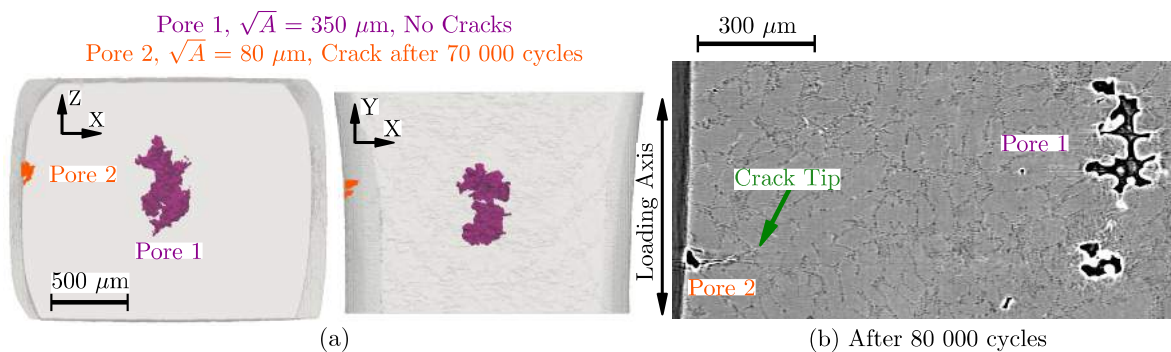 Pore 1, √A = 350 μm, No Cracks
Pore 2, √A = 80 μm, Crack after 70 000 cycles
300 μm
Z
X
Y
X
Pore 2
Pore 1
500 μm
Loading Axis
Pore 1
Crack Tip
Pore 2
(a)
(b) After 80 000 cycles